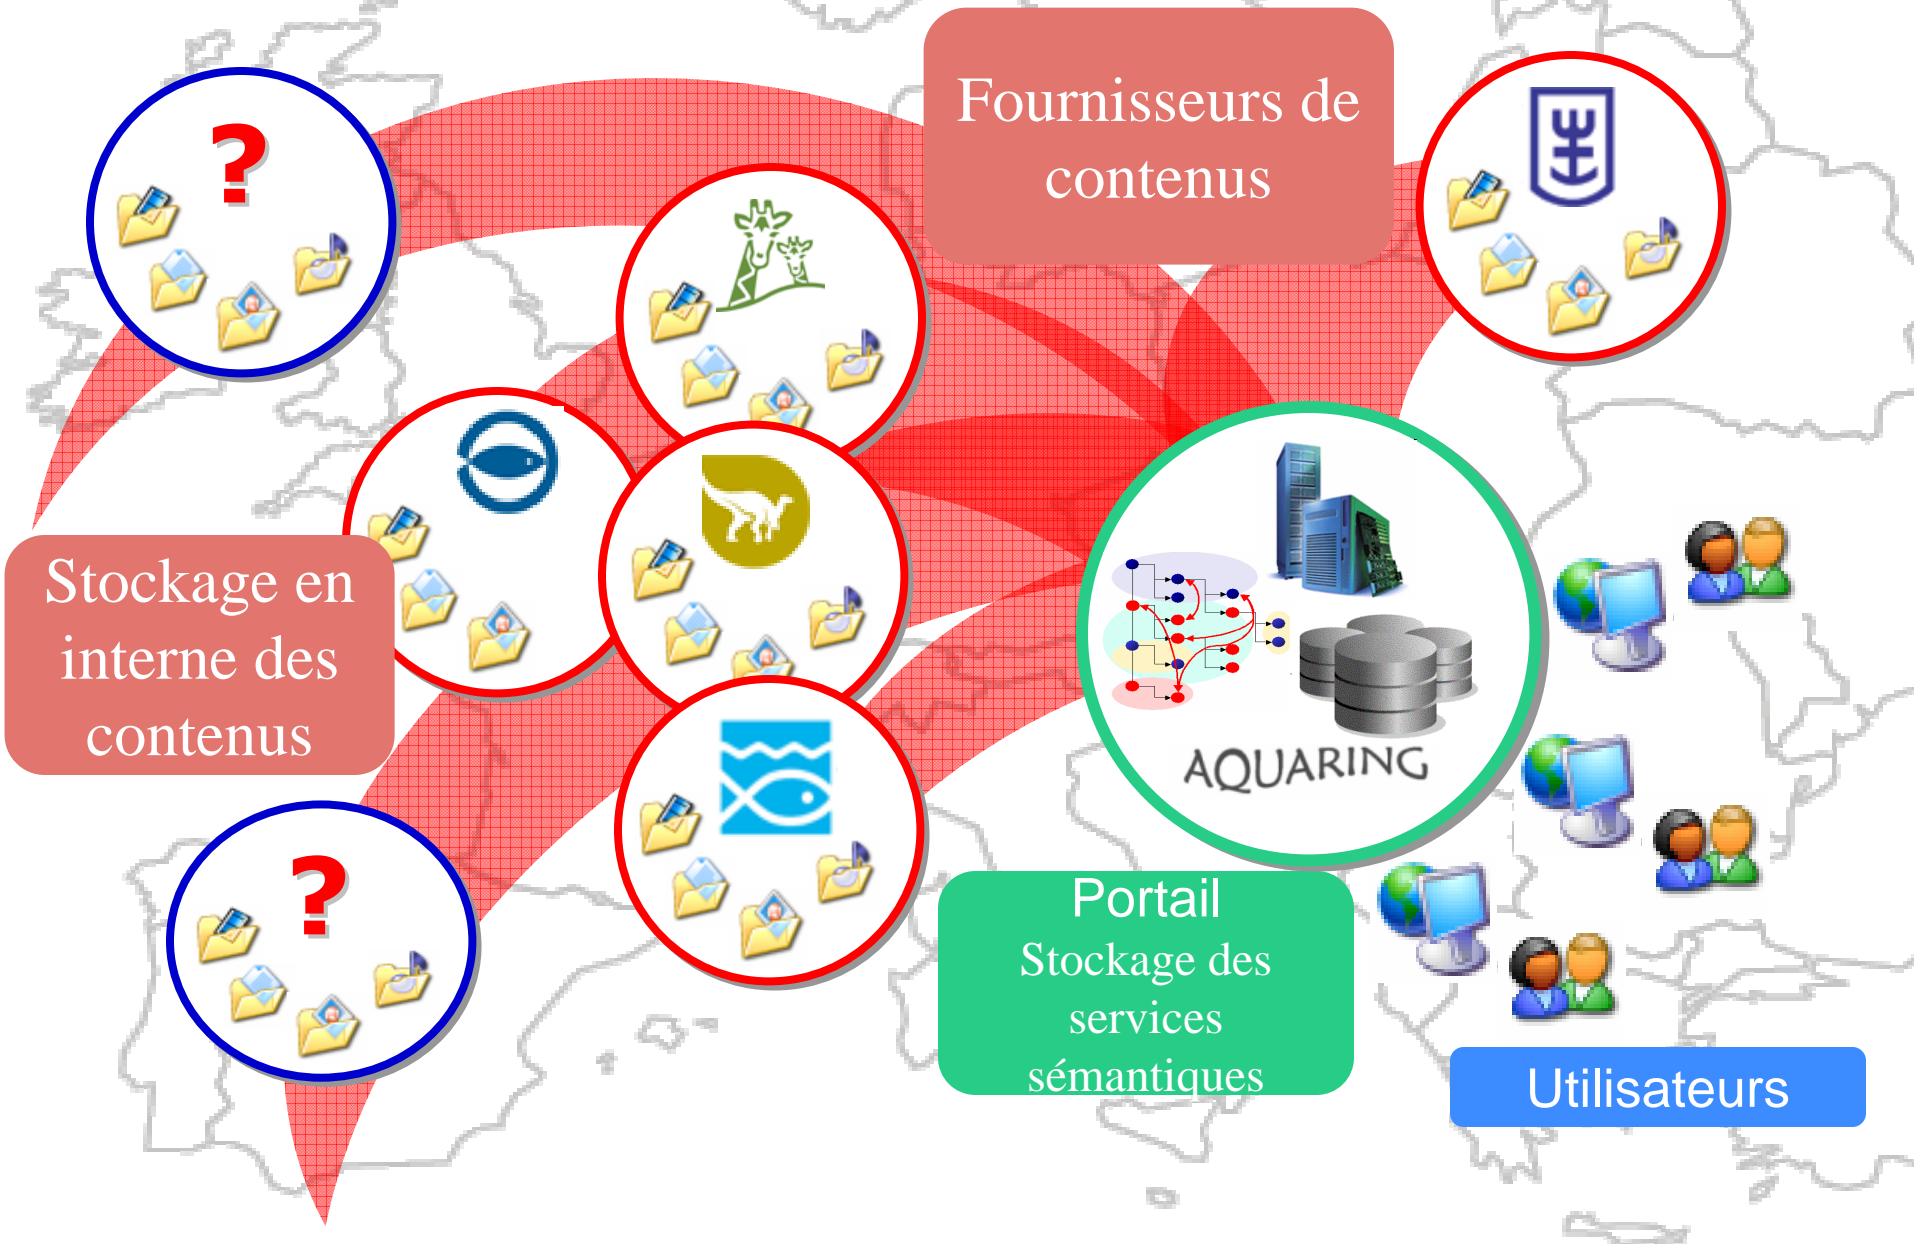 Fournisseurs de
contenus
?
Stockage en
interne des
contenus
AQUARING
?
Portail
Stockage des
services
sémantiques
Utilisateurs